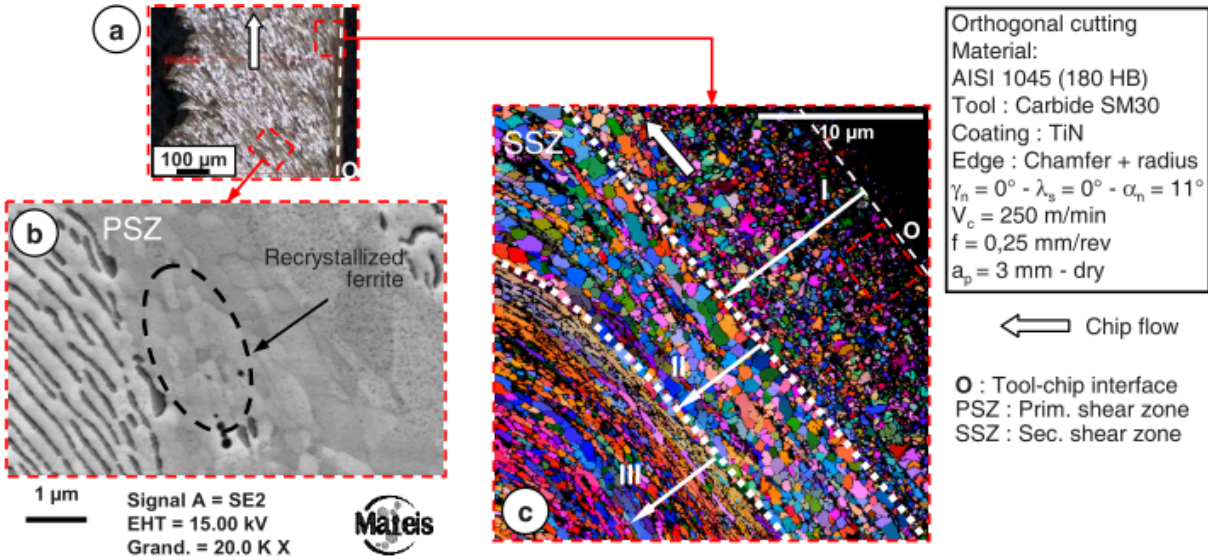 a
100 µm
O
b
PSZ
Recrystallized
ferrite
1 µm
Signal A = SE2
EHT = 15.00 kV
Grand. = 20.0 K X
Mateis
SSZ
10 µm
I
O
II
III
c
Orthogonal cutting
Material:
AISI 1045 (180 HB)
Tool : Carbide SM30
Coating : TiN
Edge : Chamfer + radius
γn = 0° - λs = 0° - αn = 11°
Vc = 250 m/min
f = 0,25 mm/rev
ap = 3 mm - dry
Chip flow
O : Tool-chip interface
PSZ : Prim. shear zone
SSZ : Sec. shear zone